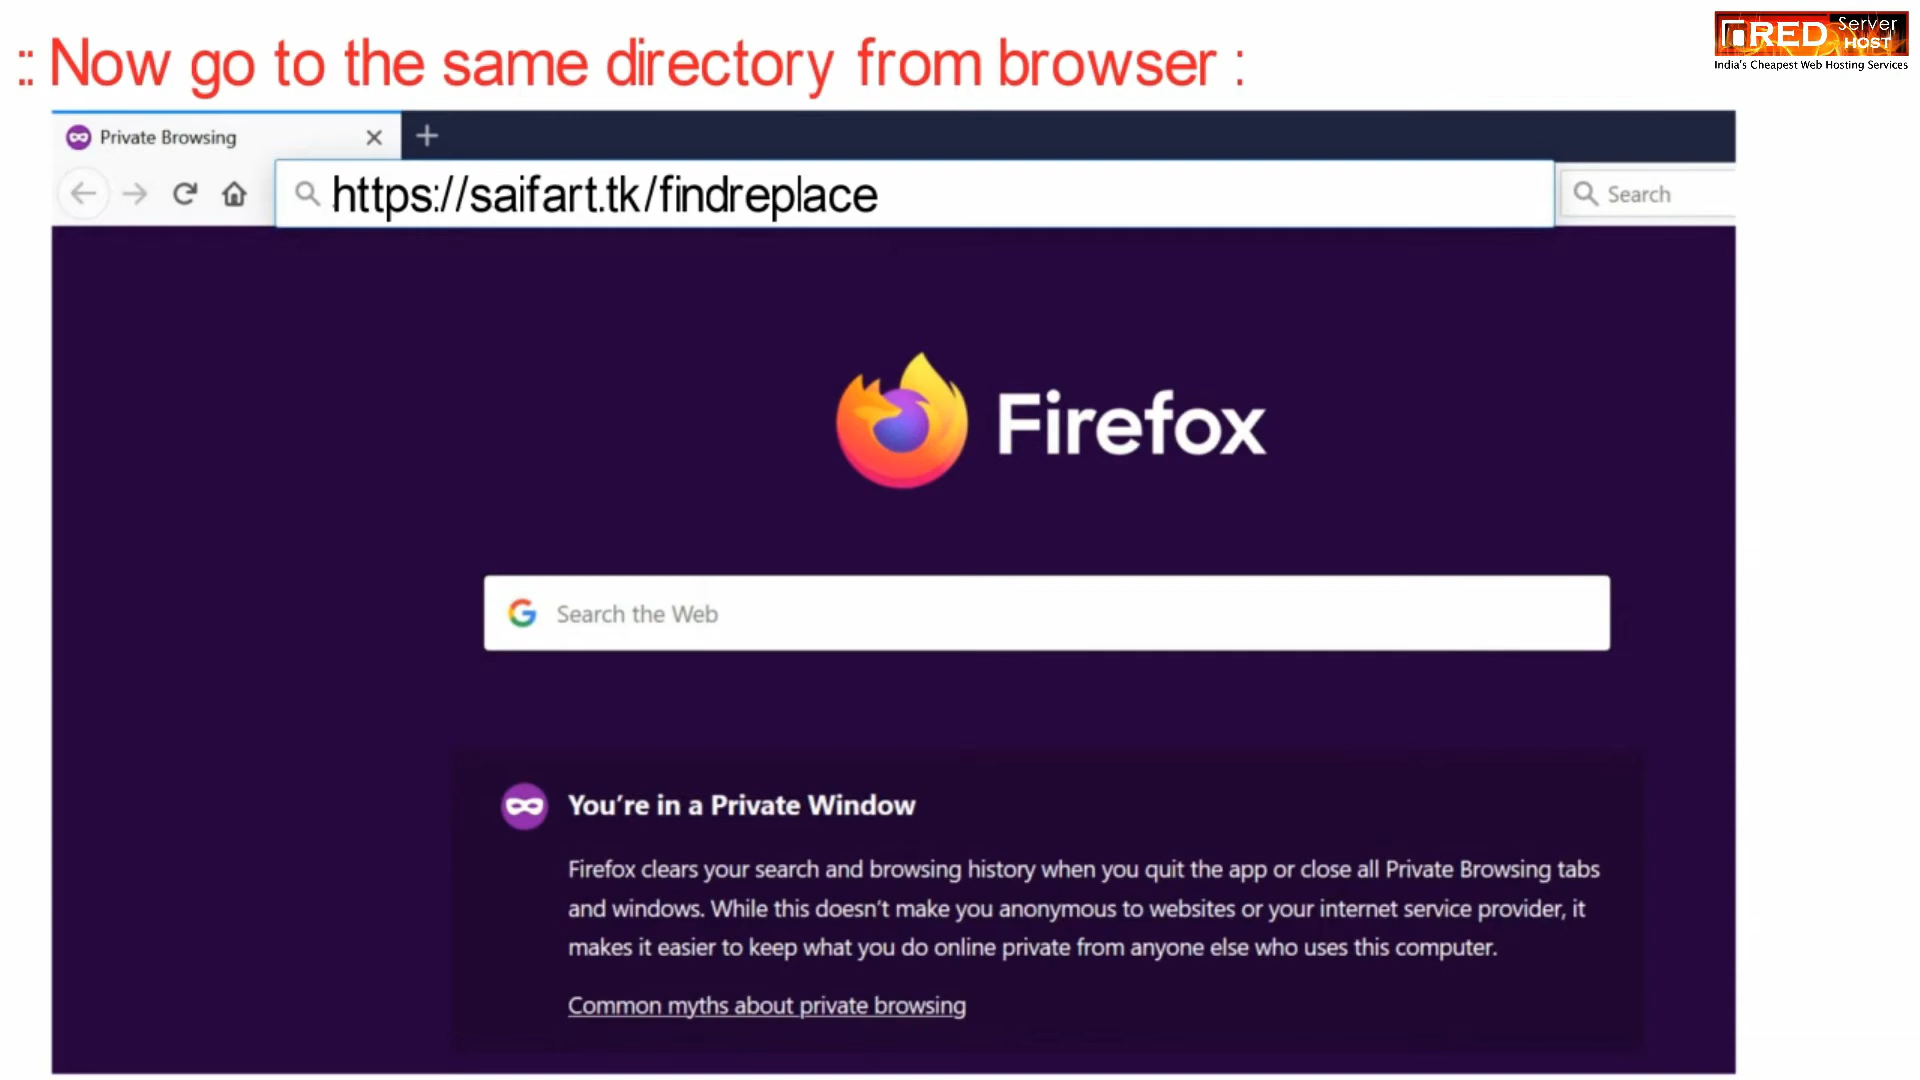 :: Now go to the same directory from browser :
RED Server HOST
India's Cheapest Web Hosting Services
Private Browsing
https://saifart.tk/findreplace
Search
Firefox
Search the Web
You're in a Private Window
Firefox clears your search and browsing history when you quit the app or close all Private Browsing tabs
and windows. While this doesn't make you anonymous to websites or your internet service provider, it
makes it easier to keep what you do online private from anyone else who uses this computer.
Common myths about private browsing